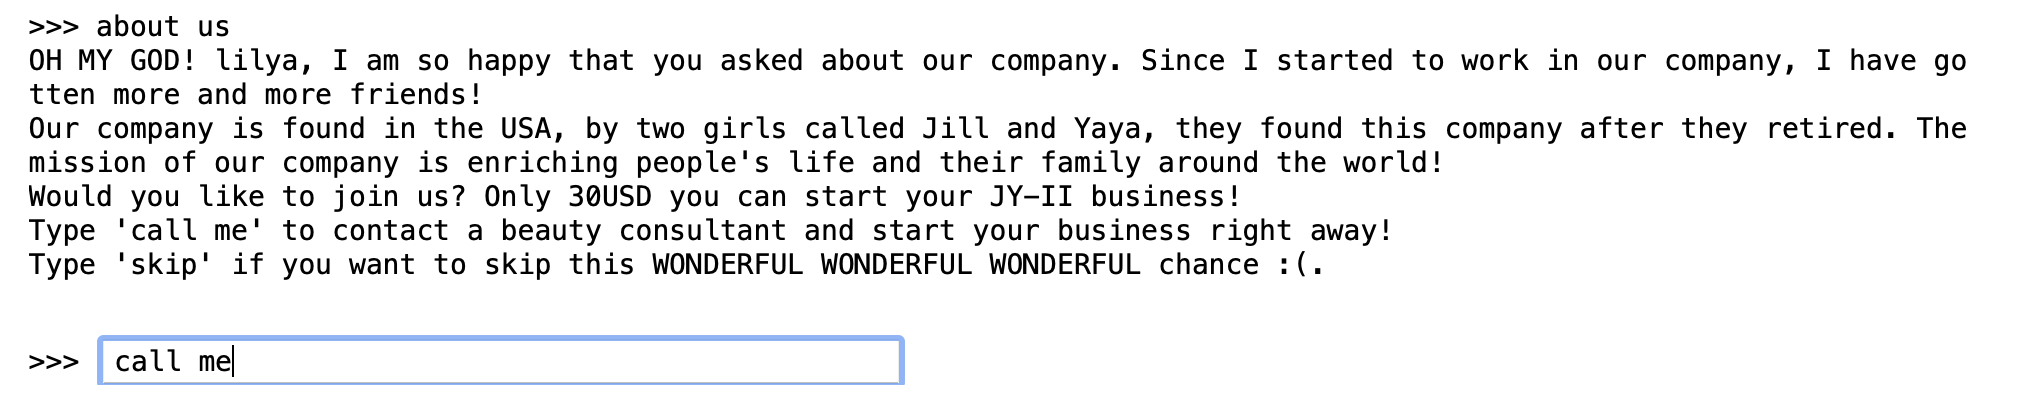 >>> about us
OH MY GOD! lilya, I am so happy that you asked about our company. Since I started to work in our company, I have go
tten more and more friends!
Our company is found in the USA, by two girls called Jill and Yaya, they found this company after they retired. The
mission of our company is enriching people's life and their family around the world!
Would you like to join us? Only 30USD you can start your JY-II business!
Type 'call me' to contact a beauty consultant and start your business right away!
Type 'skip' if you want to skip this WONDERFUL WONDERFUL WONDERFUL chance :(.
>>> call me